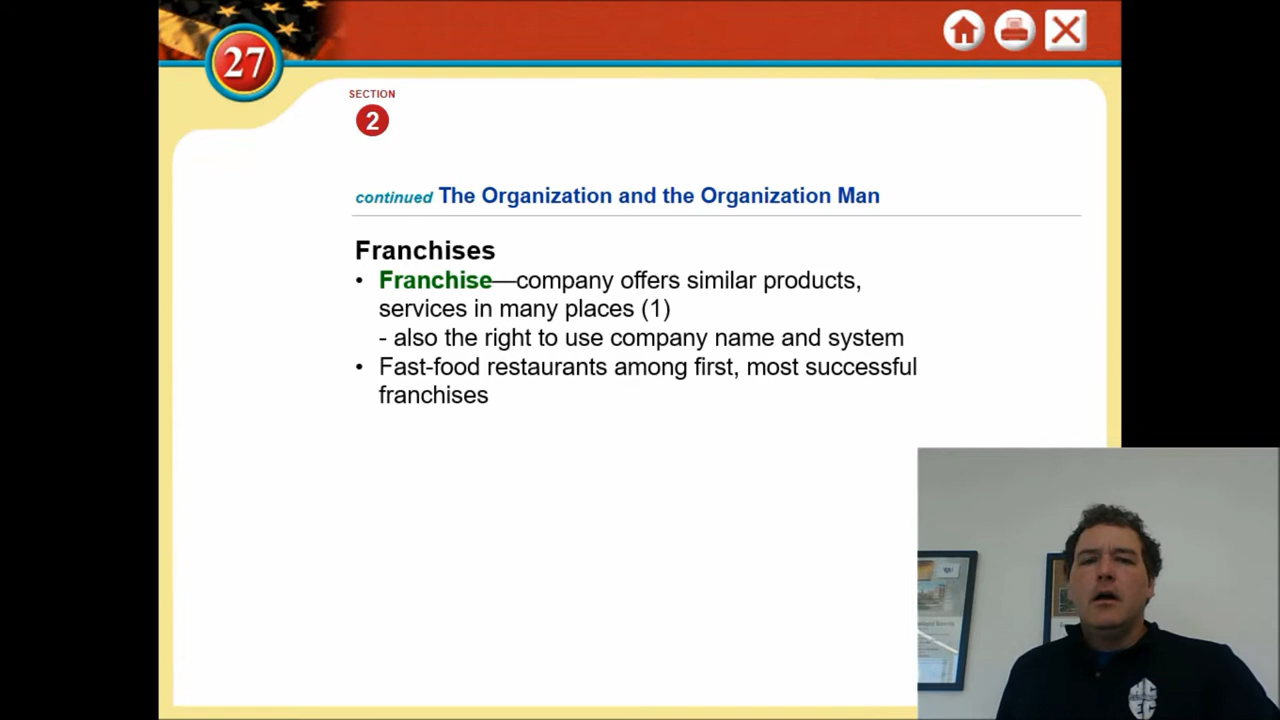 27
SECTION
2
continued The Organization and the Organization Man
Franchises
• Franchise—company offers similar products,
services in many places (1)
- also the right to use company name and system
• Fast-food restaurants among first, most successful
franchises
HC
EC